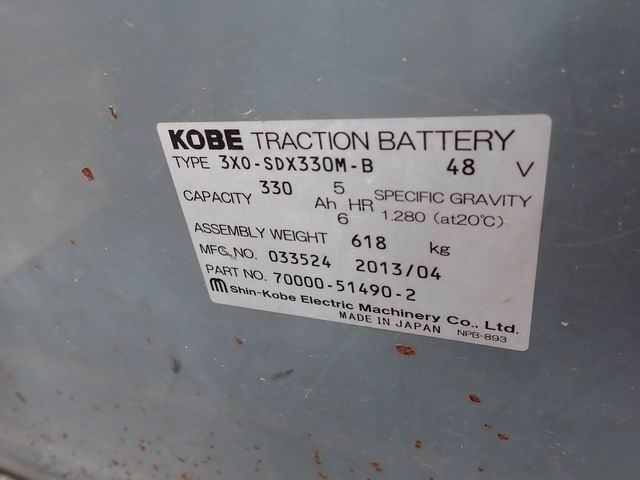 KOBE TRACTION BATTERY
TYPE 3X0-SDX330M-B 48 V
CAPACITY 330 Ah 5 HR SPECIFIC GRAVITY
6 1.280 (at20℃)
ASSEMBLY WEIGHT 618 kg
MFG.NO. 033524 2013/04
PART NO. 70000-51490-2
Shin-Kobe Electric Machinery Co., Ltd.
MADE IN JAPAN NPB-893